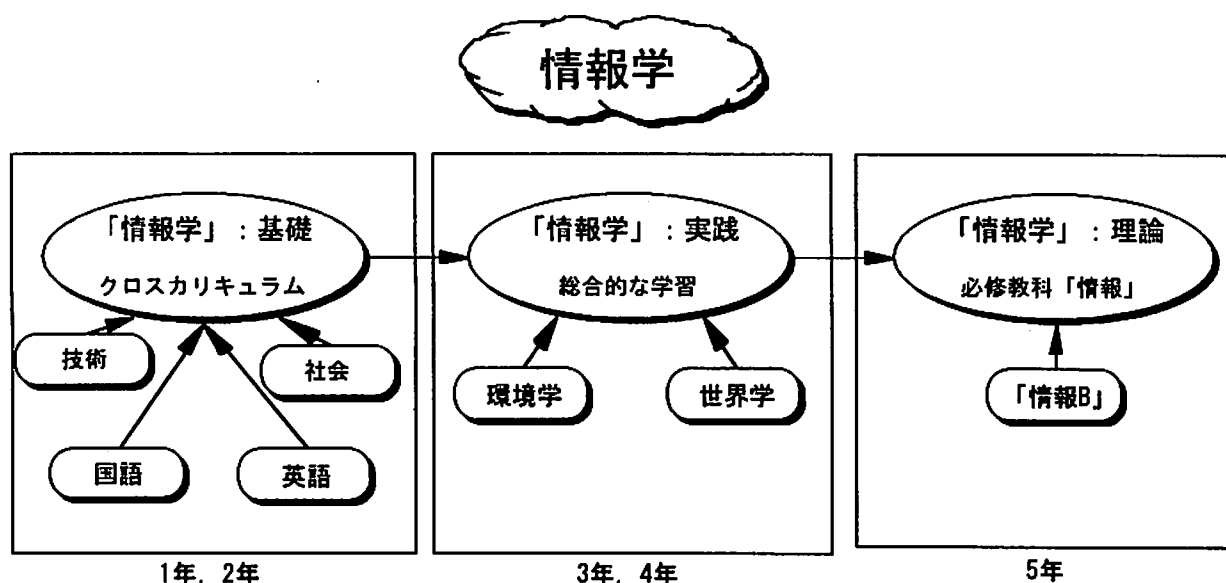 情報学
「情報学」：基礎
クロスカリキュラム
技術
社会
国語
英語
1年，2年
「情報学」：実践
総合的な学習
環境学
世界学
3年，4年
「情報学」：理論
必修教科「情報」
「情報B」
5年